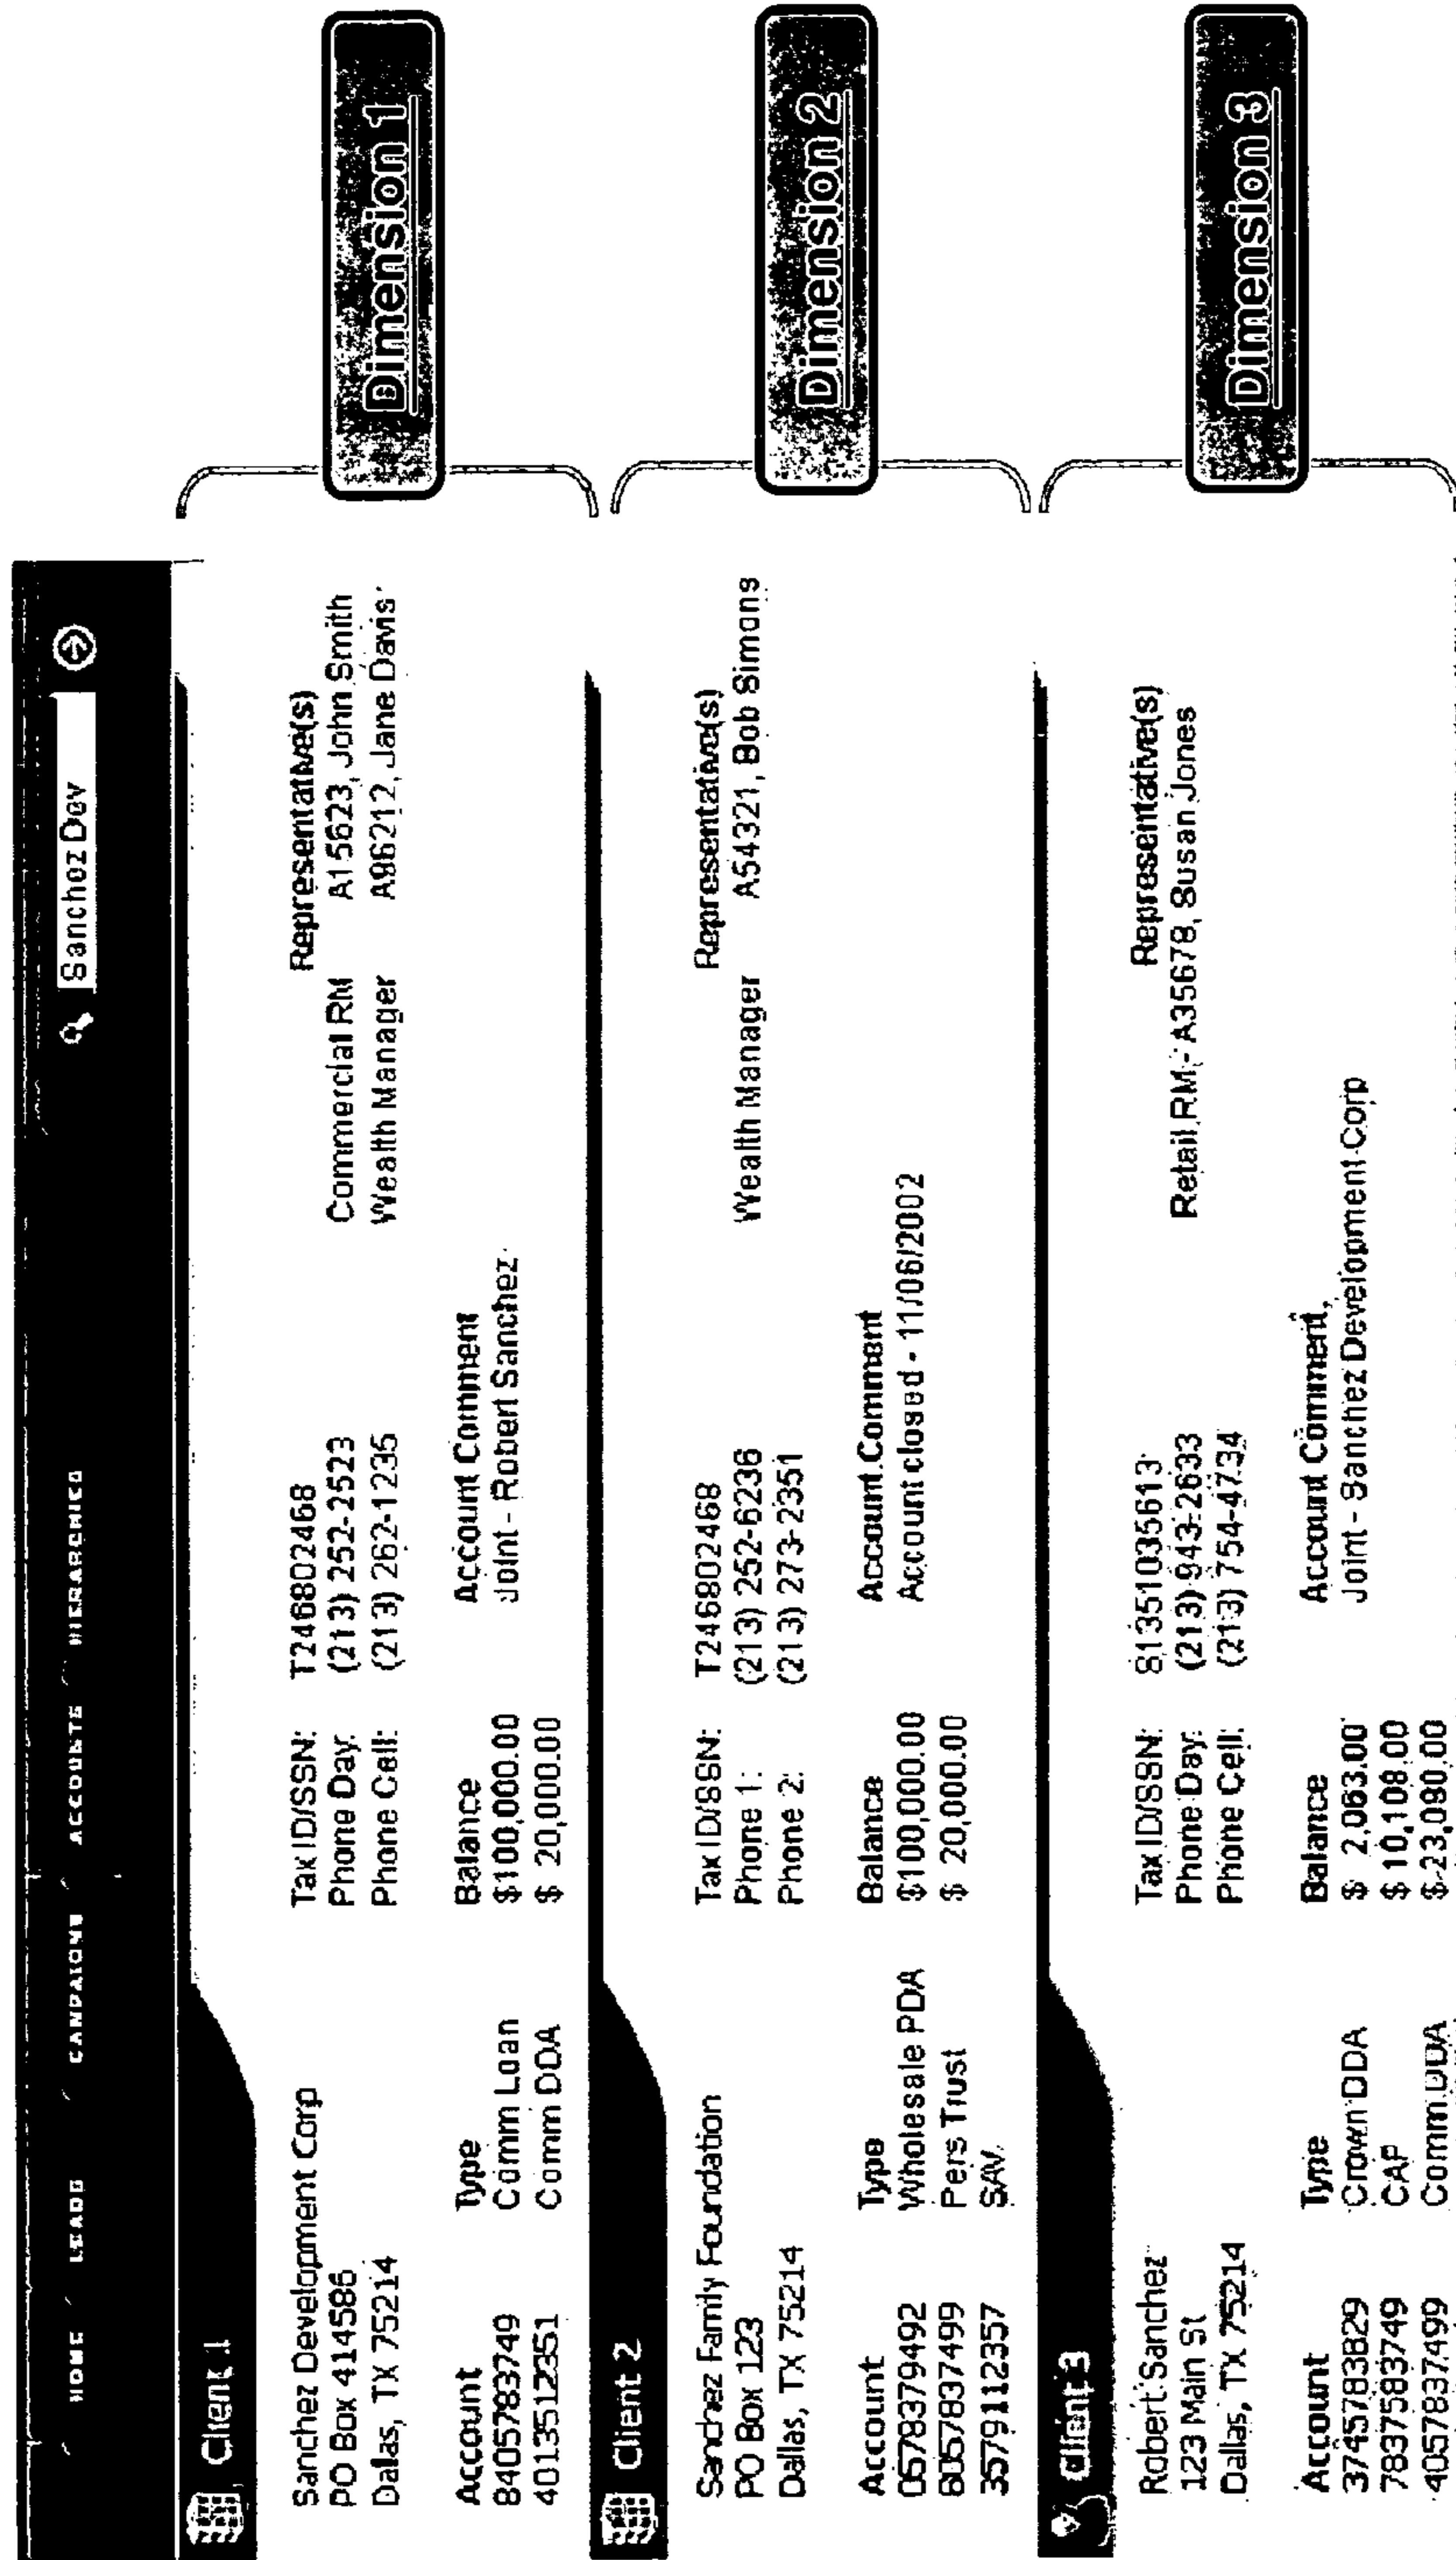 HOME / LEADS / CAMPAIGNS / ACCOUNTS / HIERARCHIES
Sanchez Dev
Client 1
Sanchez Development Corp Tax ID/SSN: T246802468 Representative(s)
PO Box 414586 Phone Day: (213) 252-2523 Commercial RM A15623, John Smith
Dallas, TX 75214 Phone Cell: (213) 262-1235 Wealth Manager A96212, Jane Davis
Account Type Balance Account Comment
8405783749 Comm Loan $100,000.00 Joint - Robert Sanchez
4013512351 Comm DDA $ 20,000.00
Dimension 1
Client 2
Sanchez Family Foundation Tax ID/SSN: T246802468 Representative(s)
PO Box 123 Phone 1: (213) 252-6236 Wealth Manager A54321, Bob Simons
Dallas, TX 75214 Phone 2: (213) 273-2351
Account Type Balance Account Comment
0578379492 Wholesale PDA $100,000.00 Account closed - 11/06/2002
8057837499 Pers Trust $ 20,000.00
3579112357 SAV
Dimension 2
Client 3
Robert Sanchez Tax ID/SSN: 81351035613 Representative(s)
123 Main St Phone Day: (213) 943-2633 Retail RM - A35678, Susan Jones
Dallas, TX 75214 Phone Cell: (213) 754-4734
Account Type Balance Account Comment
3745783829 Crown DDA $ 2,063.00 Joint - Sanchez Development Corp
7837583749 CAP $ 10,108.00
4057837499 Comm DDA $ 23,080.00
Dimension 3